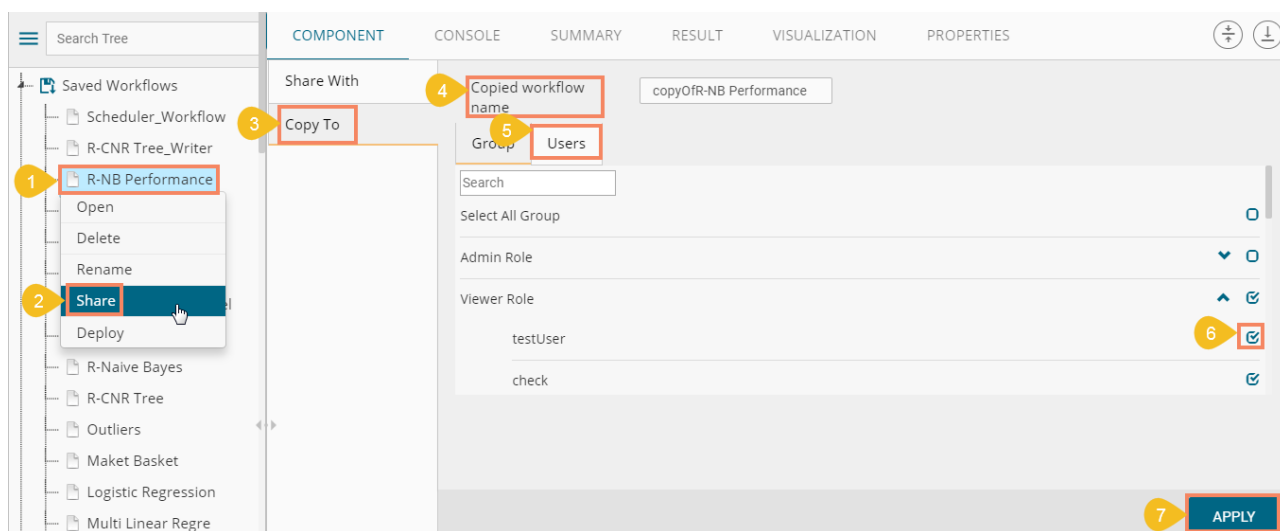 Search Tree
COMPONENT
CONSOLE
SUMMARY
RESULT
VISUALIZATION
PROPERTIES
Saved Workflows
Scheduler_Workflow
R-CNR Tree_Writer
1
R-NB Performance
Open
Delete
Rename
2
Share
Deploy
R-Naive Bayes
R-CNR Tree
Outliers
Maket Basket
Logistic Regression
Multi Linear Regre
Share With
3
Copy To
4
Copied workflow
name
copyOfR-NB Performance
5
Group
Users
Search
Select All Group
Admin Role
Viewer Role
testUser
6
check
7
APPLY